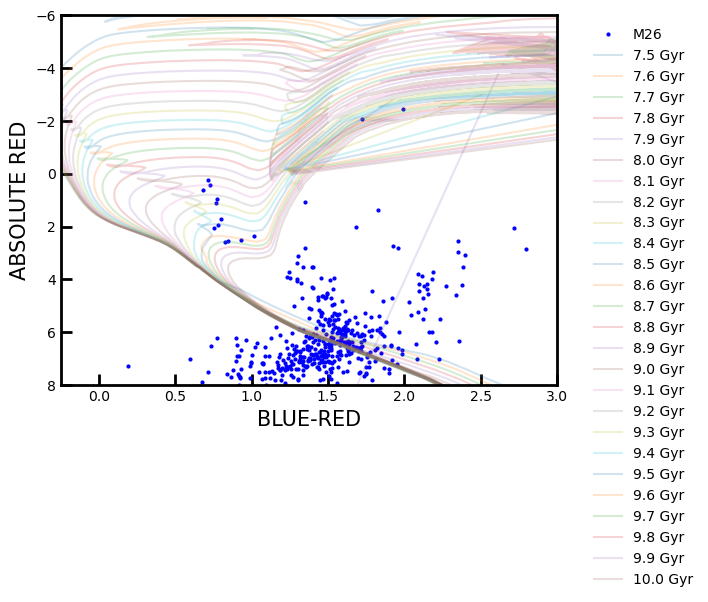 −6
−4
−2
0
2
4
6
8
ABSOLUTE RED
0.0 0.5 1.0 1.5 2.0 2.5 3.0
BLUE-RED
M26
7.5 Gyr
7.6 Gyr
7.7 Gyr
7.8 Gyr
7.9 Gyr
8.0 Gyr
8.1 Gyr
8.2 Gyr
8.3 Gyr
8.4 Gyr
8.5 Gyr
8.6 Gyr
8.7 Gyr
8.8 Gyr
8.9 Gyr
9.0 Gyr
9.1 Gyr
9.2 Gyr
9.3 Gyr
9.4 Gyr
9.5 Gyr
9.6 Gyr
9.7 Gyr
9.8 Gyr
9.9 Gyr
10.0 Gyr